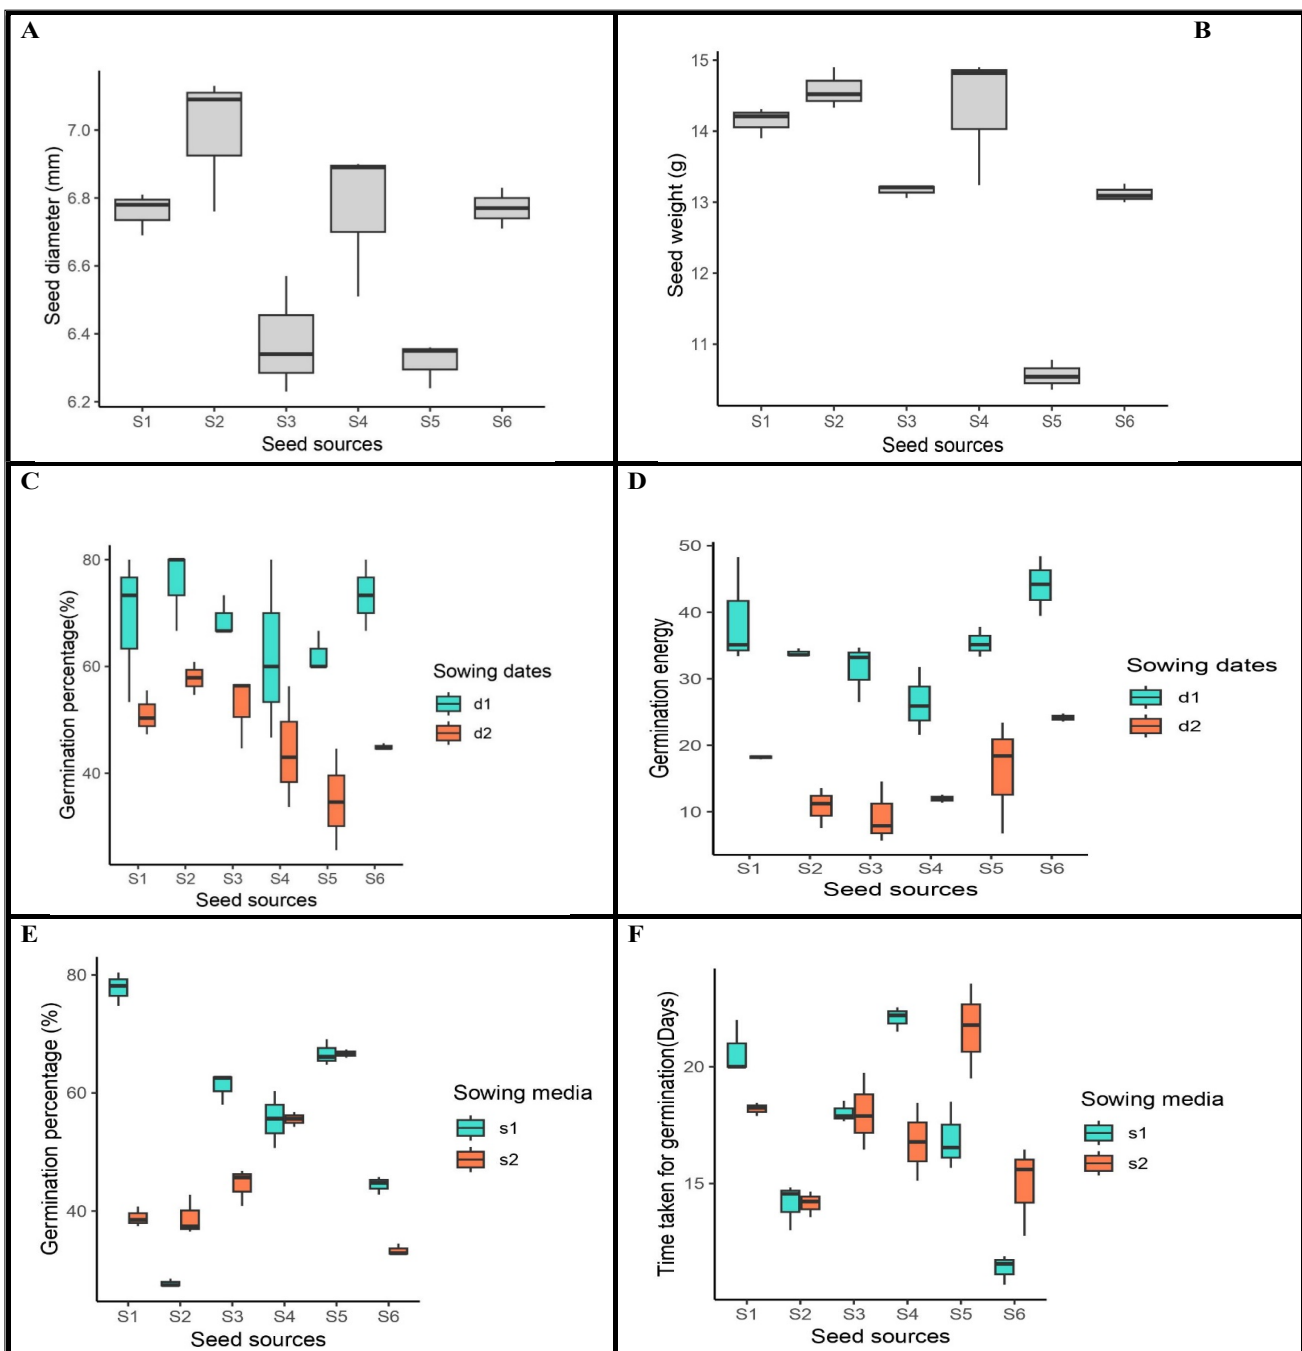 A
Seed diameter (mm)
7.0
6.8
6.6
6.4
6.2
S1 S2 S3 S4 S5 S6
Seed sources
B
Seed weight (g)
15
14
13
12
11
S1 S2 S3 S4 S5 S6
Seed sources
C
Germination percentage(%)
80
60
40
S1 S2 S3 S4 S5 S6
Seed sources
Sowing dates
d1
d2
D
Germination energy
50
40
30
20
10
S1 S2 S3 S4 S5 S6
Seed sources
Sowing dates
d1
d2
E
Germination percentage (%)
80
60
40
S1 S2 S3 S4 S5 S6
Seed sources
Sowing media
s1
s2
F
Time taken for germination(Days)
20
15
S1 S2 S3 S4 S5 S6
Seed sources
Sowing media
s1
s2